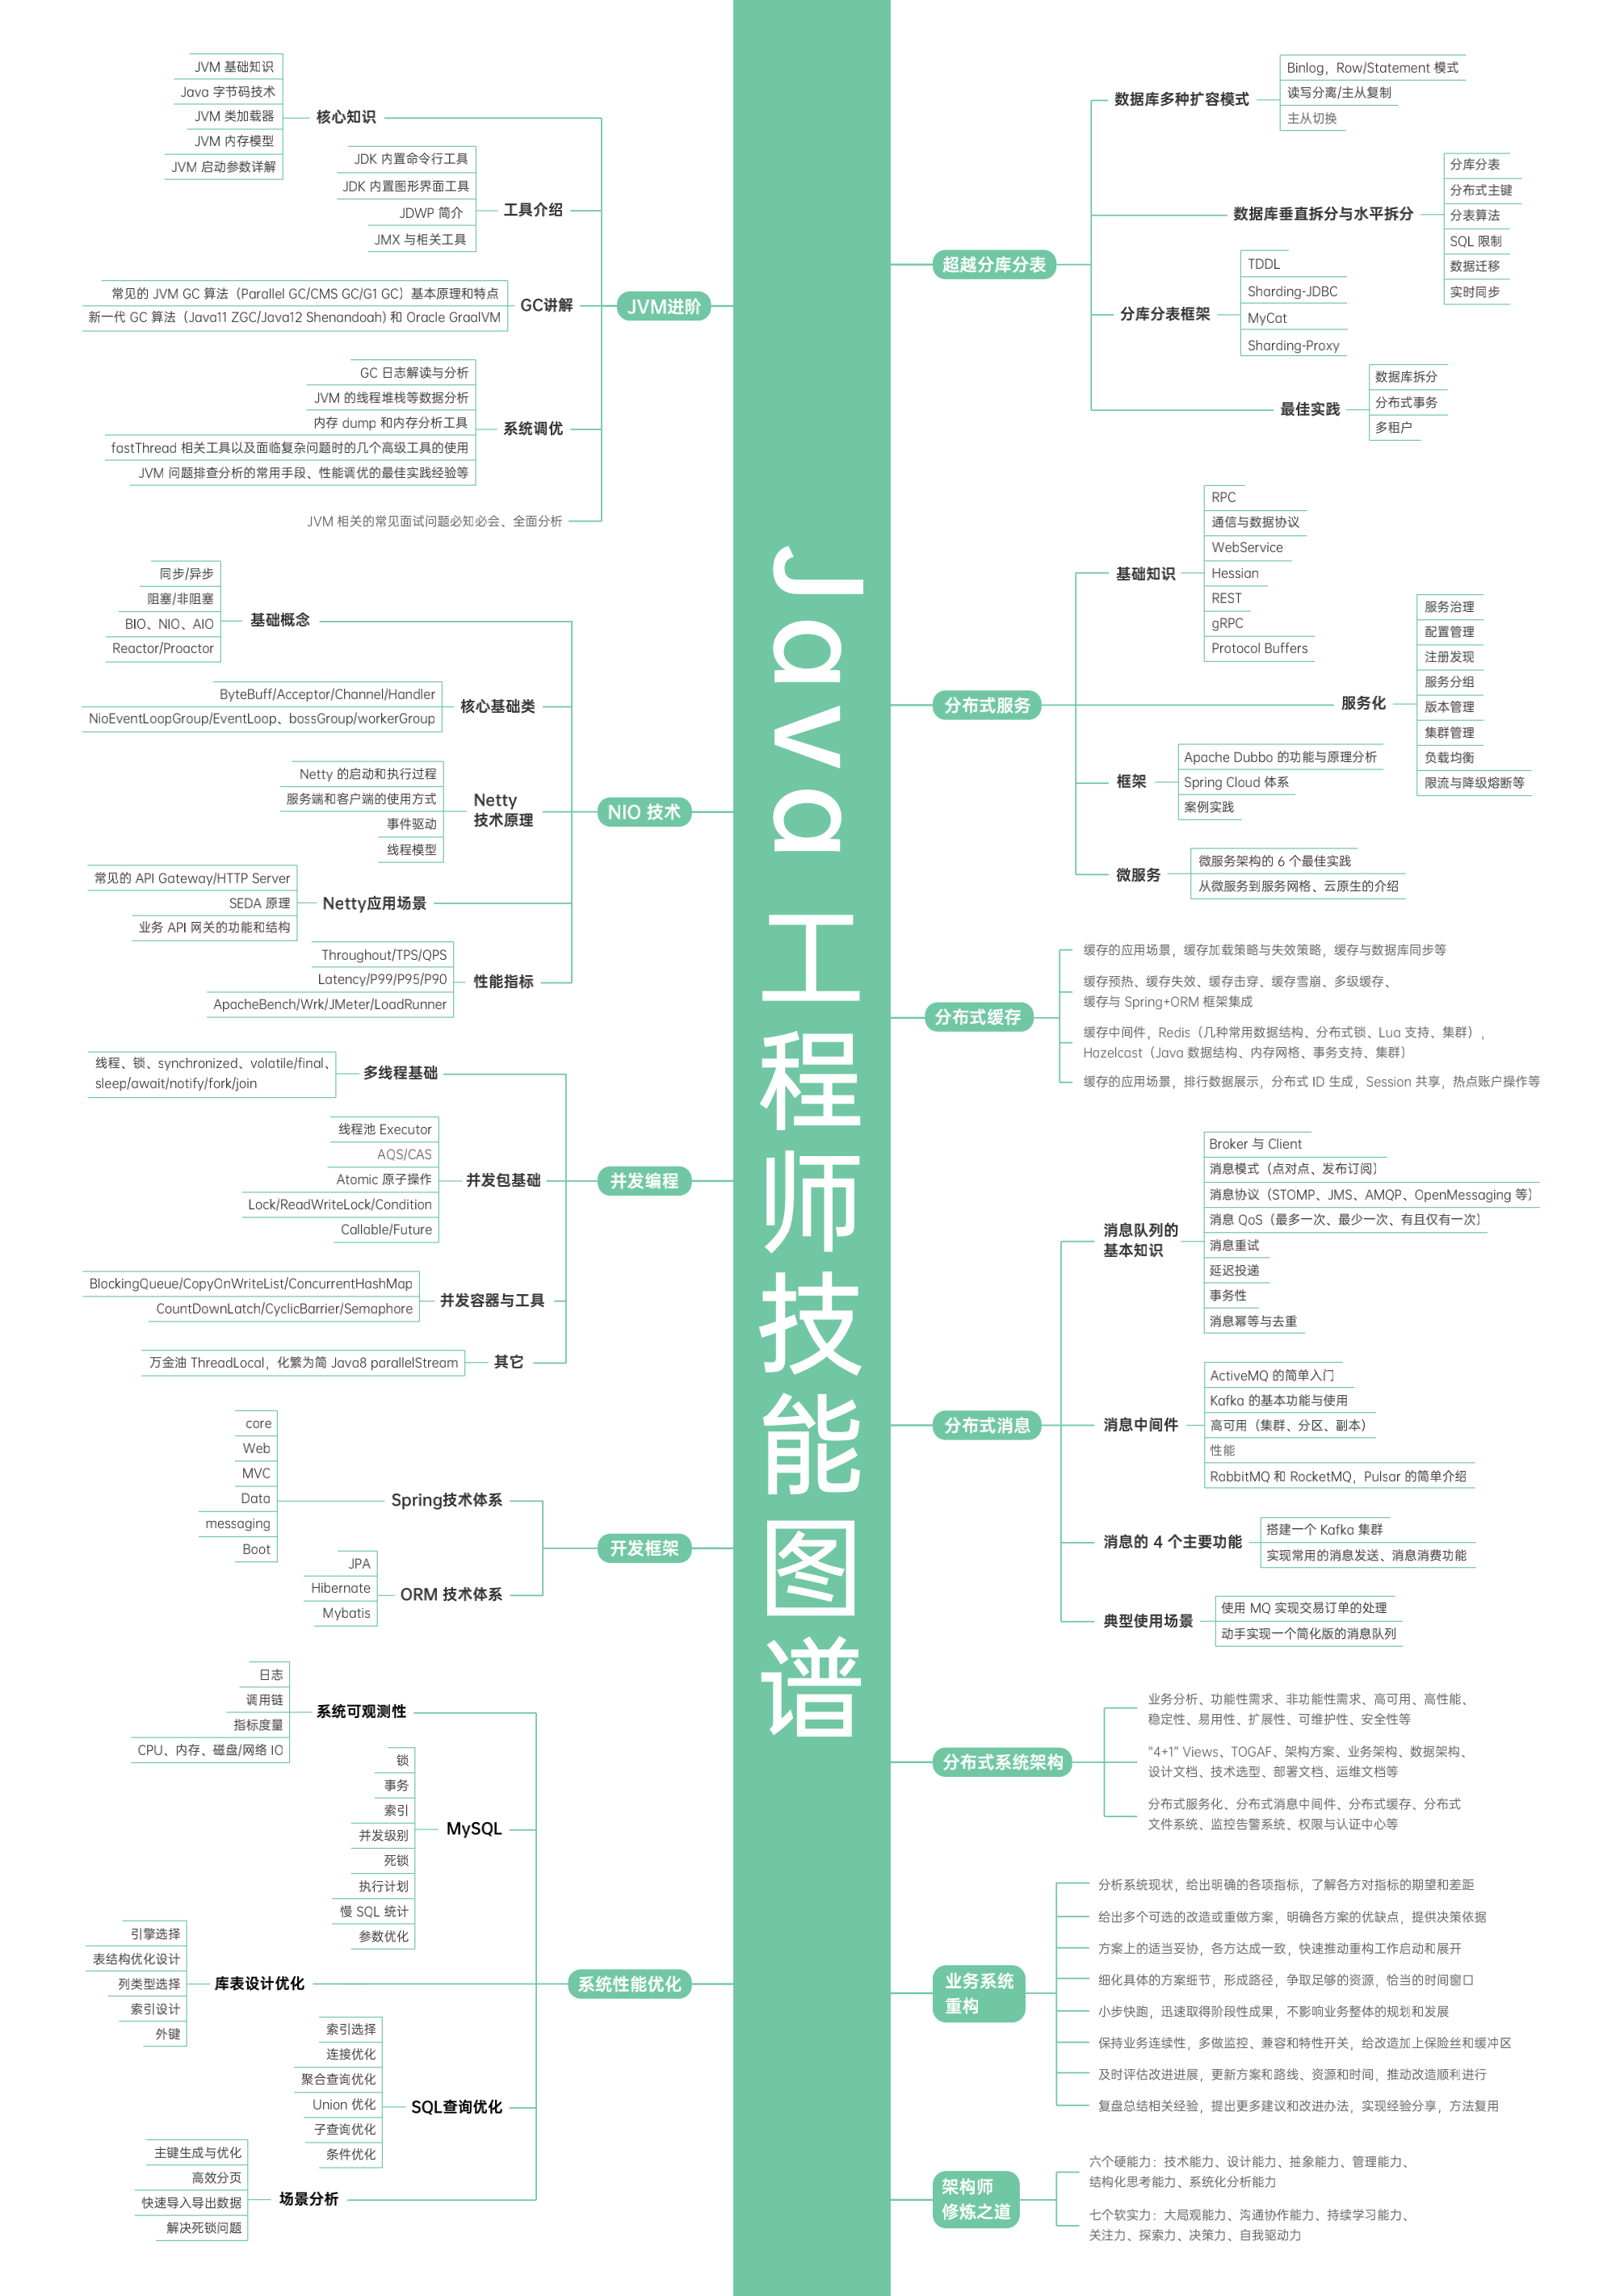 Java 工程师技能图谱
JVM进阶
核心知识
JVM 基础知识
Java 字节码技术
JVM 类加载器
JVM 内存模型
JVM 启动参数详解
工具介绍
JDK 内置命令行工具
JDK 内置图形界面工具
JDWP 简介
JMX 与相关工具
GC讲解
常见的 JVM GC 算法（Parallel GC/CMS GC/G1 GC）基本原理和特点
新一代 GC 算法（Java11 ZGC/Java12 Shenandoah) 和 Oracle GraalVM
系统调优
GC 日志解读与分析
JVM 的线程堆栈等数据分析
内存 dump 和内存分析工具
fastThread 相关工具以及面临复杂问题时的几个高级工具的使用
JVM 问题排查分析的常用手段、性能调优的最佳实践经验等
JVM 相关的常见面试问题必知必会、全面分析
NIO 技术
基础概念
同步/异步
阻塞/非阻塞
BIO、NIO、AIO
Reactor/Proactor
核心基础类
ByteBuff/Acceptor/Channel/Handler
NioEventLoopGroup/EventLoop、bossGroup/workerGroup
Netty
技术原理
Netty 的启动和执行过程
服务端和客户端的使用方式
事件驱动
线程模型
Netty应用场景
常见的 API Gateway/HTTP Server
SEDA 原理
业务 API 网关的功能和结构
性能指标
Throughout/TPS/QPS
Latency/P99/P95/P90
ApacheBench/Wrk/JMeter/LoadRunner
并发编程
多线程基础
线程、锁、synchronized、volatile/final、
sleep/await/notify/fork/join
并发包基础
线程池 Executor
AQS/CAS
Atomic 原子操作
Lock/ReadWriteLock/Condition
Callable/Future
并发容器与工具
BlockingQueue/CopyOnWriteList/ConcurrentHashMap
CountDownLatch/CyclicBarrier/Semaphore
其它
万金油 ThreadLocal，化繁为简 Java8 parallelStream
开发框架
Spring技术体系
core
Web
MVC
Data
messaging
Boot
ORM 技术体系
JPA
Hibernate
Mybatis
系统性能优化
系统可观测性
日志
调用链
指标度量
CPU、内存、磁盘/网络 IO
MySQL
锁
事务
索引
并发级别
死锁
执行计划
慢 SQL 统计
参数优化
库表设计优化
引擎选择
表结构优化设计
列类型选择
索引设计
外键
SQL查询优化
索引选择
连接优化
聚合查询优化
Union 优化
子查询优化
条件优化
场景分析
主键生成与优化
高效分页
快速导入导出数据
解决死锁问题
超越分库分表
数据库多种扩容模式
Binlog，Row/Statement 模式
读写分离/主从复制
主从切换
数据库垂直拆分与水平拆分
分库分表
分布式主键
分表算法
SQL 限制
数据迁移
实时同步
分库分表框架
TDDL
Sharding-JDBC
MyCat
Sharding-Proxy
最佳实践
数据库拆分
分布式事务
多租户
分布式服务
基础知识
RPC
通信与数据协议
WebService
Hessian
REST
gRPC
Protocol Buffers
服务化
服务治理
配置管理
注册发现
服务分组
版本管理
集群管理
负载均衡
限流与降级熔断等
框架
Apache Dubbo 的功能与原理分析
Spring Cloud 体系
案例实践
微服务
微服务架构的 6 个最佳实践
从微服务到服务网格、云原生的介绍
分布式缓存
缓存的应用场景，缓存加载策略与失效策略，缓存与数据库同步等
缓存预热、缓存失效、缓存击穿、缓存雪崩、多级缓存、
缓存与 Spring+ORM 框架集成
缓存中间件，Redis（几种常用数据结构、分布式锁、Lua 支持、集群），
Hazelcast（Java 数据结构、内存网格、事务支持、集群）
缓存的应用场景，排行数据展示，分布式 ID 生成，Session 共享，热点账户操作等
分布式消息
消息队列的
基本知识
Broker 与 Client
消息模式（点对点、发布订阅）
消息协议（STOMP、JMS、AMQP、OpenMessaging 等）
消息 QoS（最多一次、最少一次、有且仅有一次）
消息重试
延迟投递
事务性
消息幂等与去重
消息中间件
ActiveMQ 的简单入门
Kafka 的基本功能与使用
高可用（集群、分区、副本）
性能
RabbitMQ 和 RocketMQ，Pulsar 的简单介绍
消息的 4 个主要功能
搭建一个 Kafka 集群
实现常用的消息发送、消息消费功能
典型使用场景
使用 MQ 实现交易订单的处理
动手实现一个简化版的消息队列
分布式系统架构
业务分析、功能性需求、非功能性需求、高可用、高性能、
稳定性、易用性、扩展性、可维护性、安全性等
"4+1" Views、TOGAF、架构方案、业务架构、数据架构、
设计文档、技术选型、部署文档、运维文档等
分布式服务化、分布式消息中间件、分布式缓存、分布式
文件系统、监控告警系统、权限与认证中心等
业务系统
重构
分析系统现状，给出明确的各项指标，了解各方对指标的期望和差距
给出多个可选的改造或重做方案，明确各方案的优缺点，提供决策依据
方案上的适当妥协，各方达成一致，快速推动重构工作启动和展开
细化具体的方案细节，形成路径，争取足够的资源，恰当的时间窗口
小步快跑，迅速取得阶段性成果，不影响业务整体的规划和发展
保持业务连续性，多做监控、兼容和特性开关，给改造加上保险丝和缓冲区
及时评估改进进展，更新方案和路线、资源和时间，推动改造顺利进行
复盘总结相关经验，提出更多建议和改进办法，实现经验分享，方法复用
架构师
修炼之道
六个硬能力：技术能力、设计能力、抽象能力、管理能力、
结构化思考能力、系统化分析能力
七个软实力：大局观能力、沟通协作能力、持续学习能力、
关注力、探索力、决策力、自我驱动力